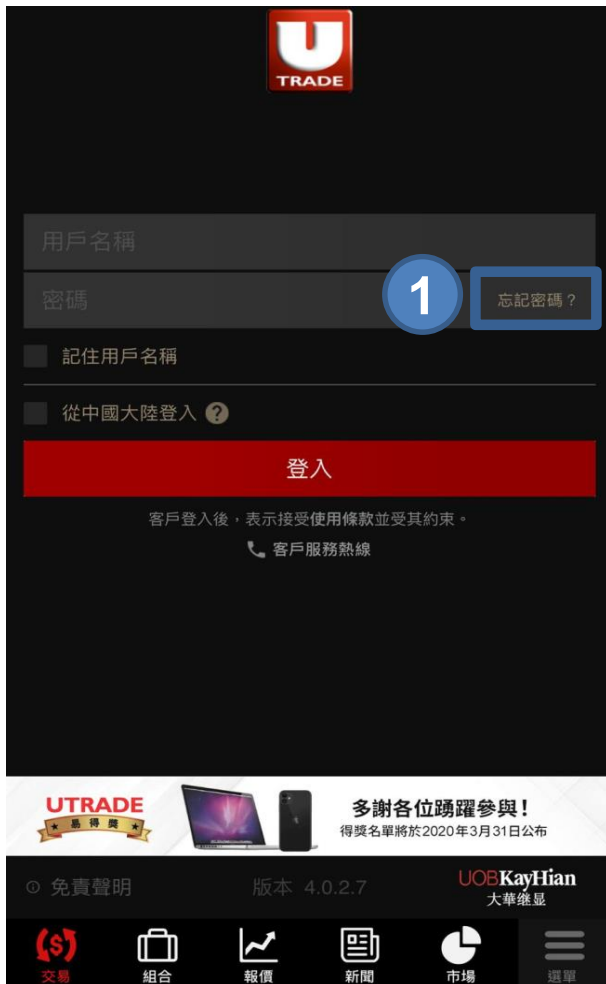 U
TRADE
用戶名稱
密碼
1
忘記密碼？
記住用戶名稱
從中國大陸登入 ?
登入
客戶登入後，表示接受使用條款並受其約束。
客戶服務熱線
UTRADE
易得獎
多謝各位踴躍參與！
得獎名單將於2020年3月31日公布
免責聲明
版本 4.0.2.7
UOBKayHian
大華继显
($)
交易
組合
報價
新聞
市場
選單